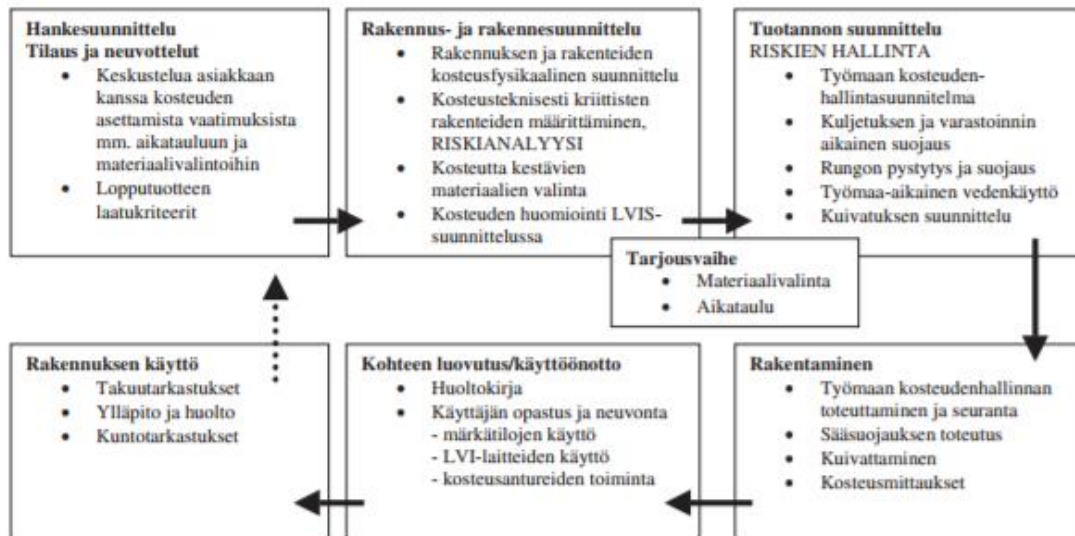 Hankesuunnittelu
Tilaus ja neuvottelut
• Keskustelua asiakkaan
kanssa kosteuden
asettamista vaatimuksista
mm. aikatauluun ja
materiaalivalintoihin
• Lopputuotteen
laatukriteerit
Rakennus- ja rakennesuunnittelu
• Rakennuksen ja rakenteiden
kosteusfysikaalinen suunnittelu
• Kosteusteknisesti kriittisten
rakenteiden määrittäminen,
RISKIANALYYSI
• Kosteutta kestävien
materiaalien valinta
• Kosteuden huomiointi LVIS-
suunnittelussa
Tuotannon suunnittelu
RISKIEN HALLINTA
• Työmaan kosteuden-
hallintasuunnitelma
• Kuljetuksen ja varastoinnin
aikainen suojaus
• Rungon pystytys ja suojaus
• Työmaa-aikainen vedenkäyttö
• Kuivatuksen suunnittelu
Tarjousvaihe
• Materiaalivalinta
• Aikataulu
Rakentaminen
• Työmaan kosteudenhallinnan
toteuttaminen ja seuranta
• Sääsuojauksen toteutus
• Kuivattaminen
• Kosteusmittaukset
Kohteen luovutus/käyttöönotto
• Huoltokirja
• Käyttäjän opastus ja neuvonta
- märkätilojen käyttö
- LVI-laitteiden käyttö
- kosteusantureiden toiminta
Rakennuksen käyttö
• Takuutarkastukset
• Ylläpito ja huolto
• Kuntotarkastukset